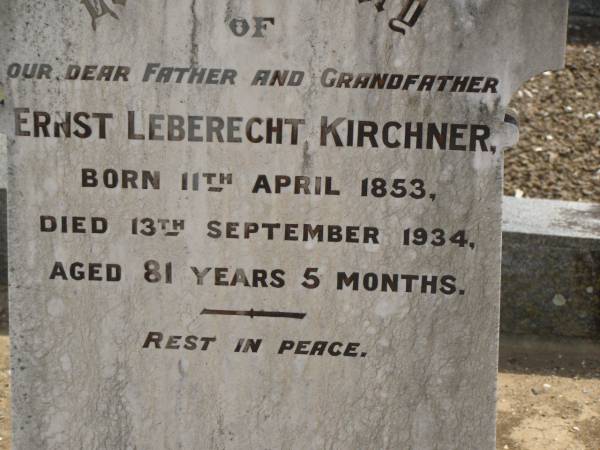 OF
OUR DEAR FATHER AND GRANDFATHER
ERNST LEBERECHT KIRCHNER,
BORN 11TH APRIL 1853,
DIED 13TH SEPTEMBER 1934,
AGED 81 YEARS 5 MONTHS.
REST IN PEACE.